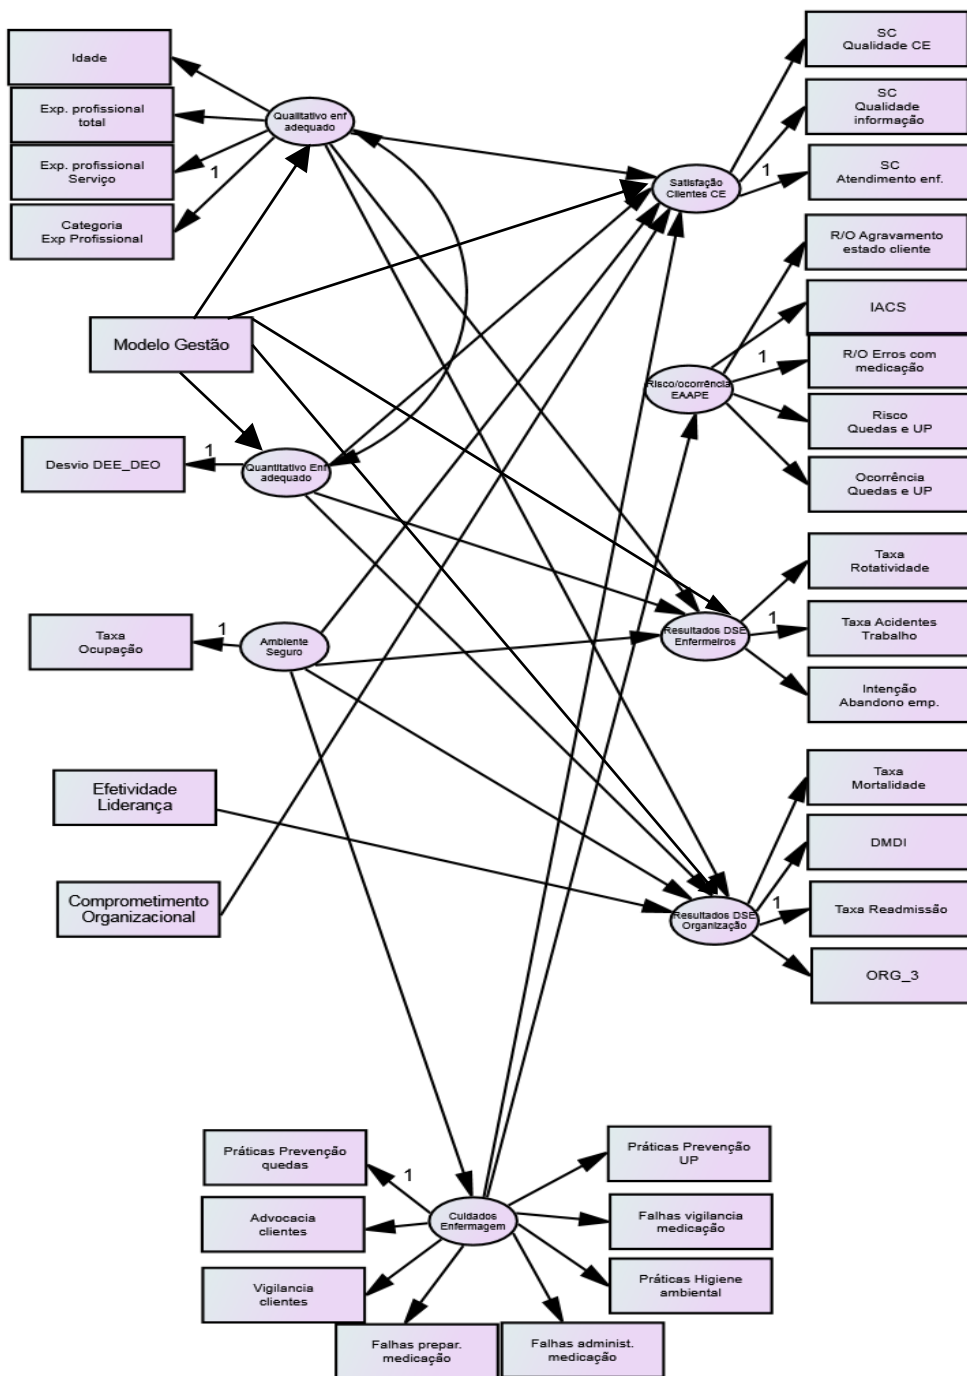 Idade
Exp. profissional
total
Exp. profissional
Serviço
1
Categoria
Exp Profissional
Qualitativo enf
adequado
Modelo Gestão
Desvio DEE_DEO
1
Quantitativo Enf
adequado
Taxa
Ocupação
1
Ambiente
Seguro
Efetividade
Liderança
Comprometimento
Organizacional
SC
Qualidade CE
SC
Qualidade
informação
1
SC
Atendimento enf.
Satisfação
Clientes CE
R/O Agravamento
estado cliente
IACS
1
R/O Erros com
medicação
Risco/ocorrência
EAAPE
Risco
Quedas e UP
Ocorrência
Quedas e UP
Taxa
Rotatividade
1
Taxa Acidentes
Trabalho
Resultados DSE
Enfermeiros
Intenção
Abandono emp.
Taxa
Mortalidade
DMDI
1
Taxa Readmissão
Resultados DSE
Organização
ORG_3
Práticas Prevenção
quedas
1
Advocacia
clientes
Vigilancia
clientes
Cuidados
Enfermagem
Práticas Prevenção
UP
Falhas vigilancia
medicação
Práticas Higiene
ambiental
Falhas prepar.
medicação
Falhas administ.
medicação